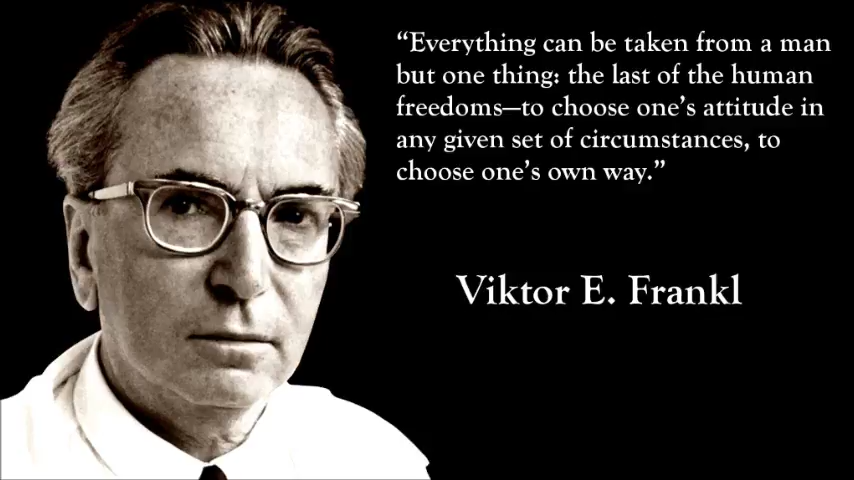 “Everything can be taken from a man
but one thing: the last of the human
freedoms—to choose one’s attitude in
any given set of circumstances, to
choose one’s own way.”
Viktor E. Frankl